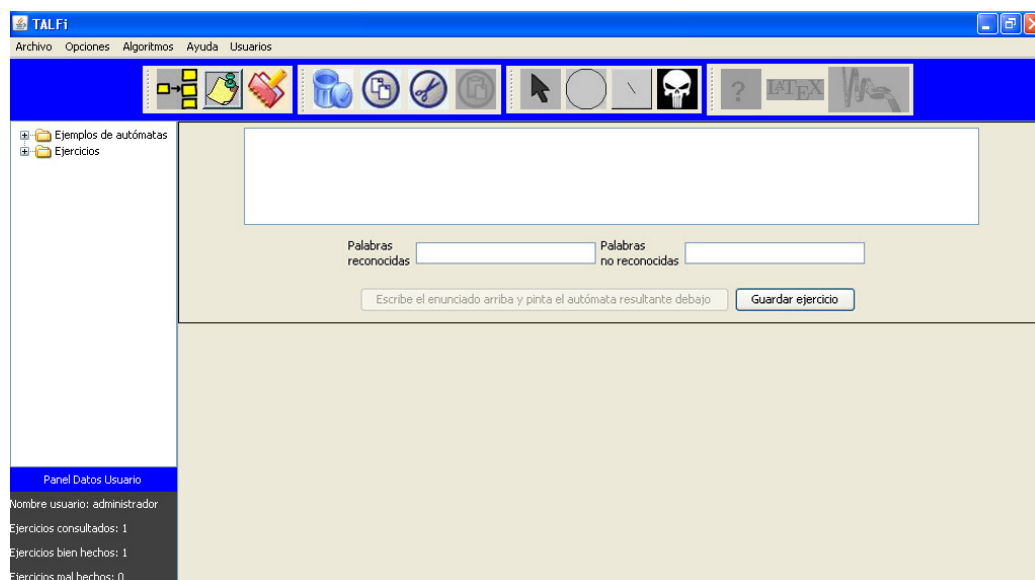 TALFi
Archivo Opciones Algoritmos Ayuda Usuarios
? LATEX
Ejemplos de autómatas
Ejercicios
Palabras
reconocidas
Palabras
no reconocidas
Escribe el enunciado arriba y pinta el autómata resultante debajo
Guardar ejercicio
Panel Datos Usuario
Nombre usuario: administrador
Ejercicios consultados: 1
Ejercicios bien hechos: 1
Ejercicios mal hechos: 0